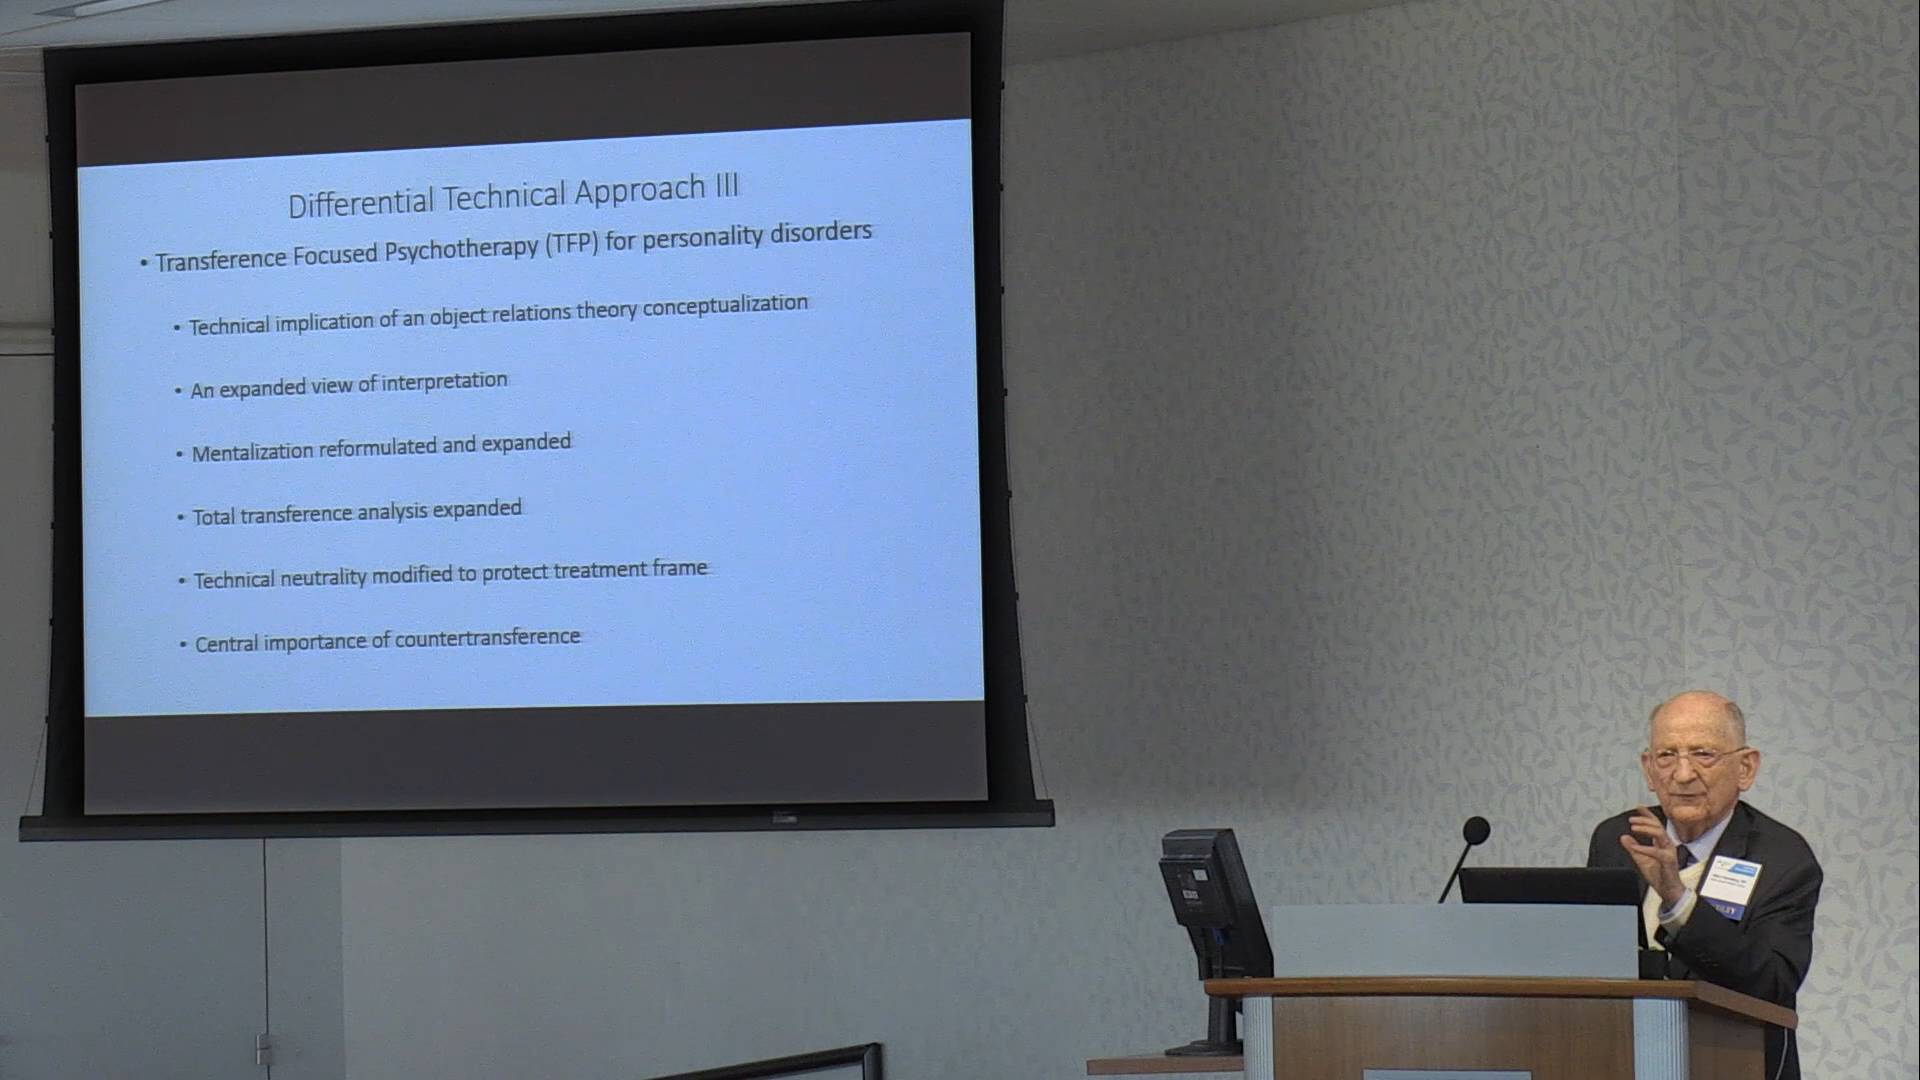 Differential Technical Approach III
• Transference Focused Psychotherapy (TFP) for personality disorders
• Technical implication of an object relations theory conceptualization
• An expanded view of interpretation
• Mentalization reformulated and expanded
• Total transference analysis expanded
• Technical neutrality modified to protect treatment frame
• Central importance of countertransference